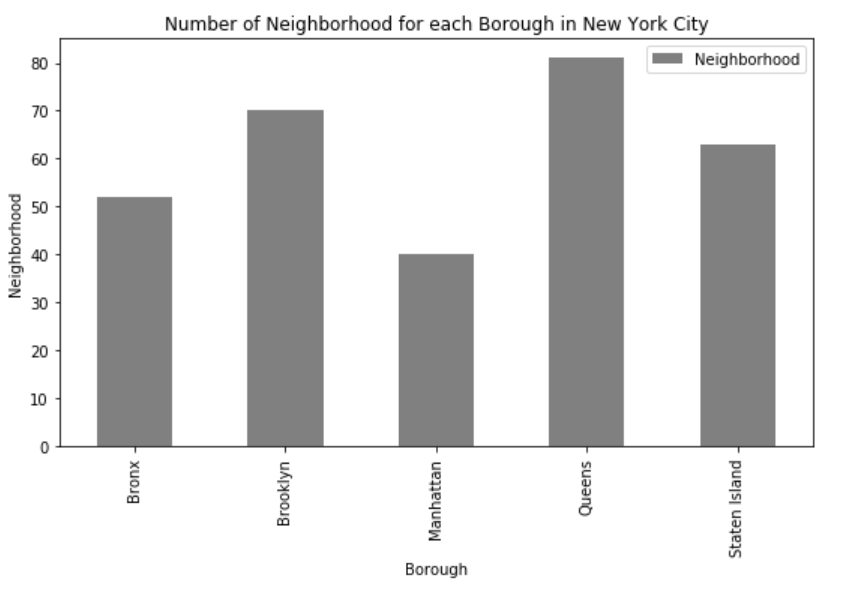 Number of Neighborhood for each Borough in New York City
Neighborhood
Neighborhood
80
70
60
50
40
30
20
10
0
Bronx
Brooklyn
Manhattan
Queens
Staten Island
Borough